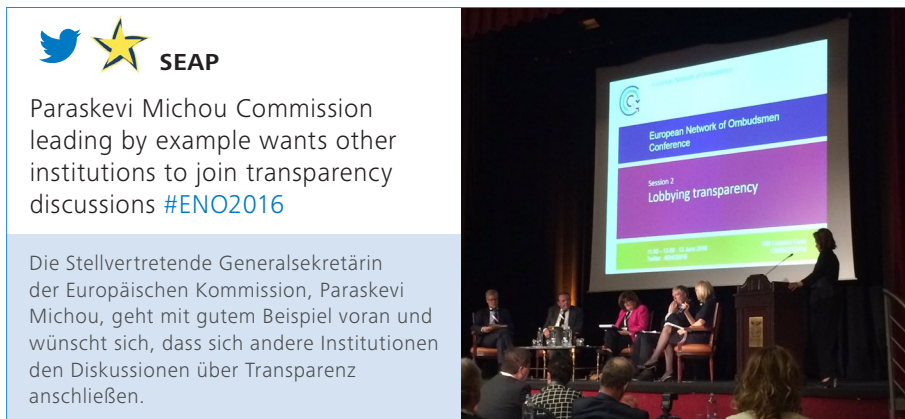 SEAP
Paraskevi Michou Commission
leading by example wants other
institutions to join transparency
discussions #ENO2016
Die Stellvertretende Generalsekretärin
der Europäischen Kommission, Paraskevi
Michou, geht mit gutem Beispiel voran und
wünscht sich, dass sich andere Institutionen
den Diskussionen über Transparenz
anschließen.
European Network of Ombudsmen
Conference
Session 2
Lobbying transparency